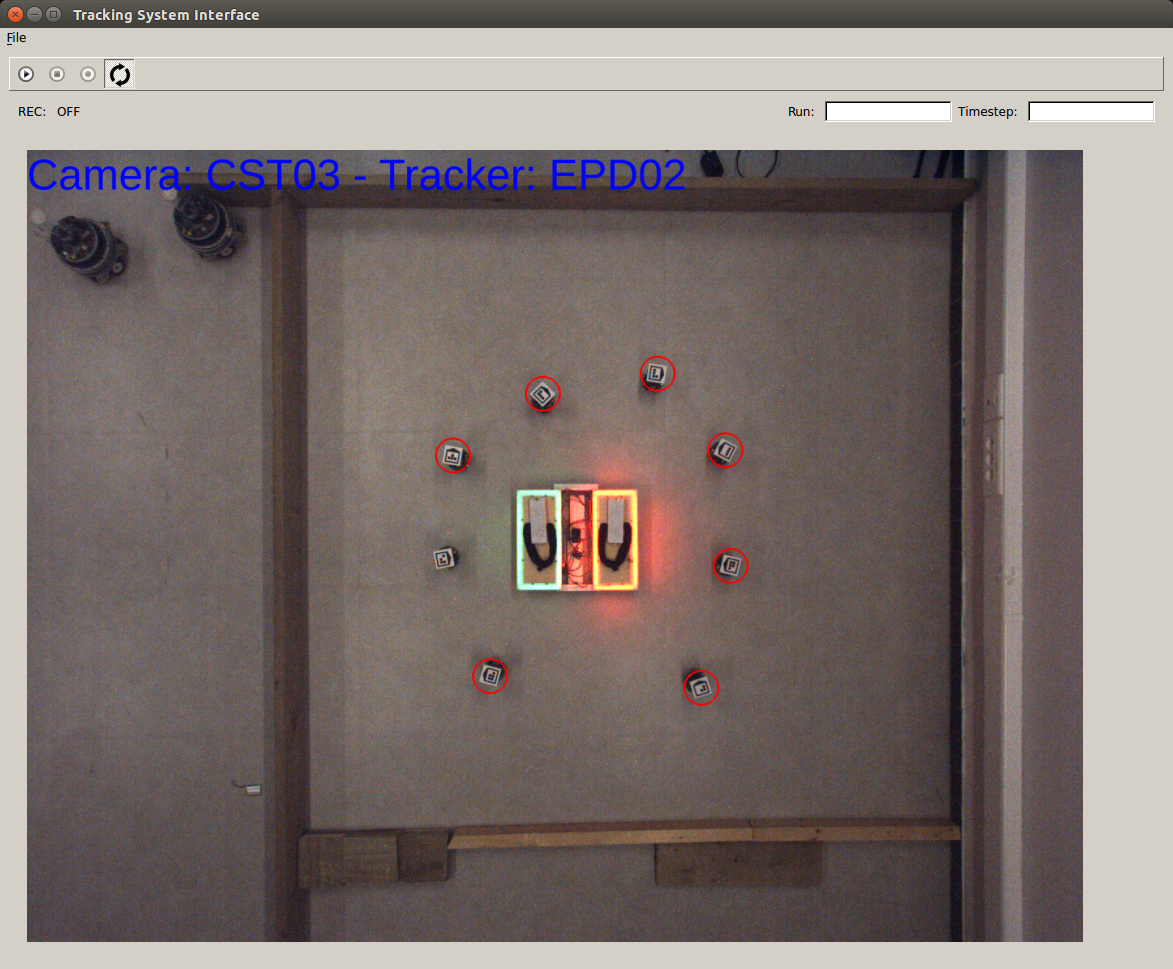 Tracking System Interface
File
REC: OFF Run: Timestep:
Camera: CST03 - Tracker: EPD02